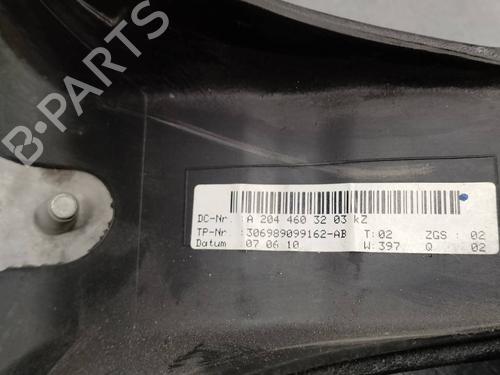 B-PARTS
DC-Nr. :A 204 460 32 03 kZ
TP-Nr. :306989099162-AB T:02 ZGS : 02
Datum 07 06 10 W:397 Q : 02